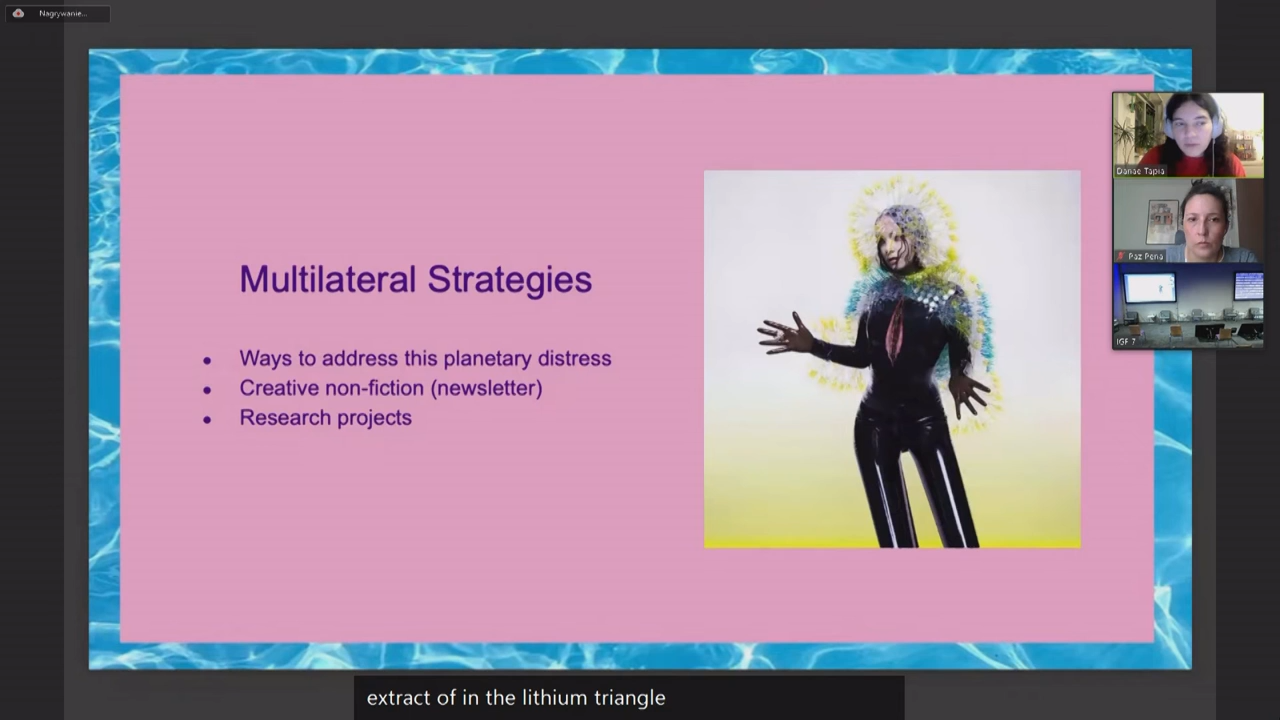 Nagrywanie...
Multilateral Strategies
Ways to address this planetary distress
Creative non-fiction (newsletter)
Research projects
Danae Tapia
Paz Pena
IGF 7
extract of in the lithium triangle